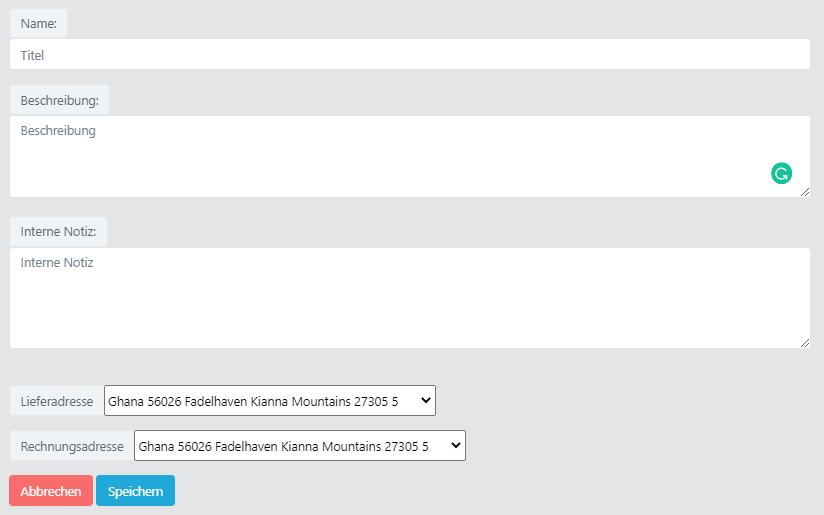 Name:
Titel
Beschreibung:
Beschreibung
Interne Notiz:
Interne Notiz
Lieferadresse Ghana 56026 Fadelhaven Kianna Mountains 27305 5
Rechnungsadresse Ghana 56026 Fadelhaven Kianna Mountains 27305 5
Abbrechen Speichern